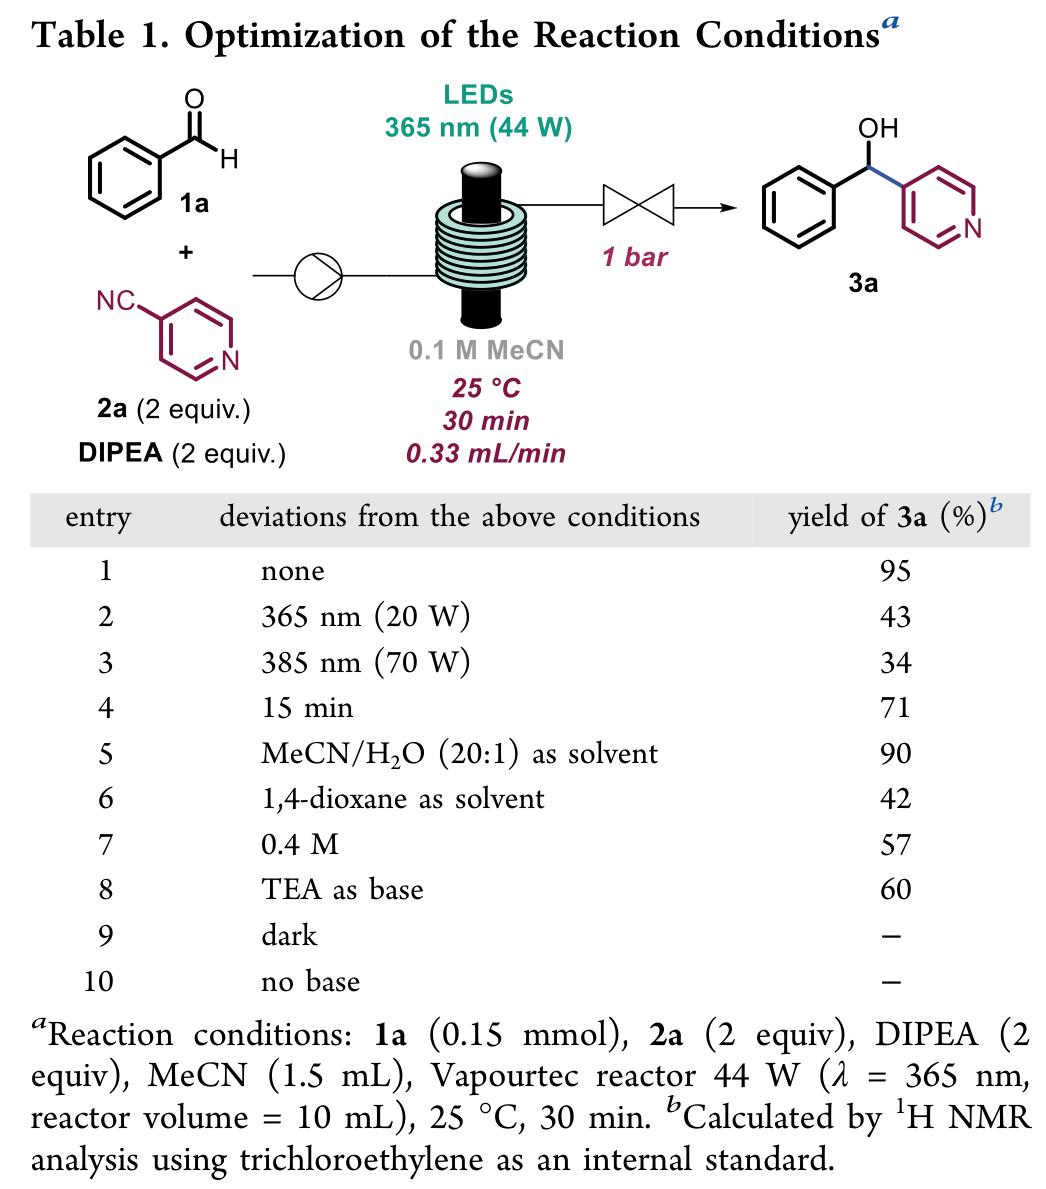 Table 1. Optimization of the Reaction Conditionsᵃ
O
H
1a
+
NC
N
2a (2 equiv.)
DIPEA (2 equiv.)
LEDs
365 nm (44 W)
0.1 M MeCN
25 °C
30 min
0.33 mL/min
1 bar
OH
N
3a
entry deviations from the above conditions yield of 3a (%)ᵇ
1 none 95
2 365 nm (20 W) 43
3 385 nm (70 W) 34
4 15 min 71
5 MeCN/H₂O (20:1) as solvent 90
6 1,4-dioxane as solvent 42
7 0.4 M 57
8 TEA as base 60
9 dark −
10 no base −
ᵃReaction conditions: 1a (0.15 mmol), 2a (2 equiv), DIPEA (2
equiv), MeCN (1.5 mL), Vapourtec reactor 44 W (λ = 365 nm,
reactor volume = 10 mL), 25 °C, 30 min. ᵇCalculated by ¹H NMR
analysis using trichloroethylene as an internal standard.